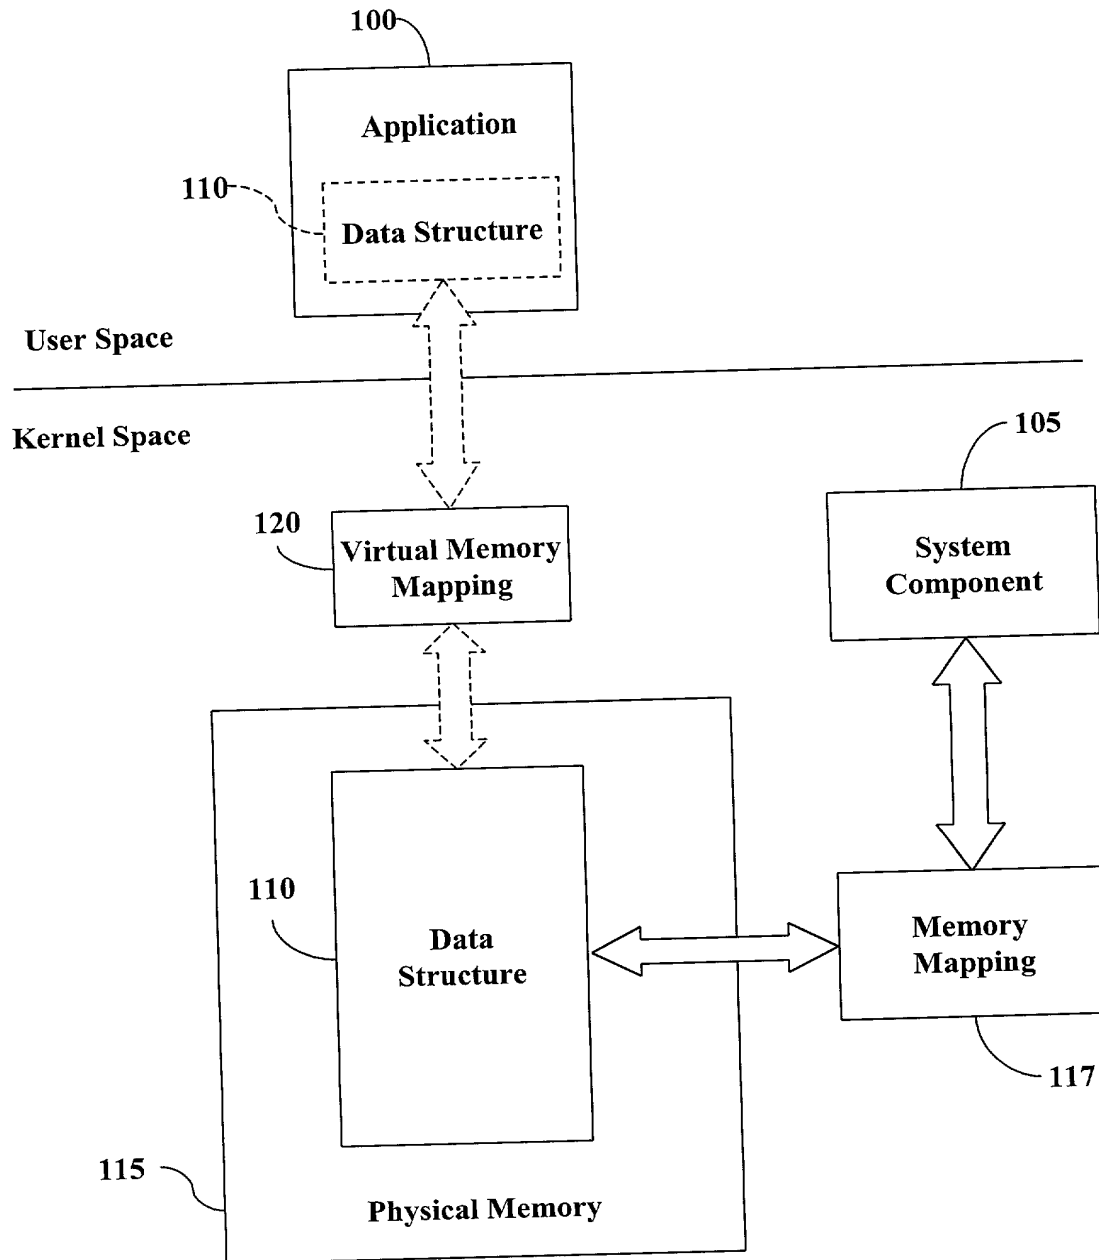 100
Application
110
Data Structure
User Space
Kernel Space
105
120
Virtual Memory
Mapping
System
Component
110
Data
Structure
Memory
Mapping
117
115
Physical Memory